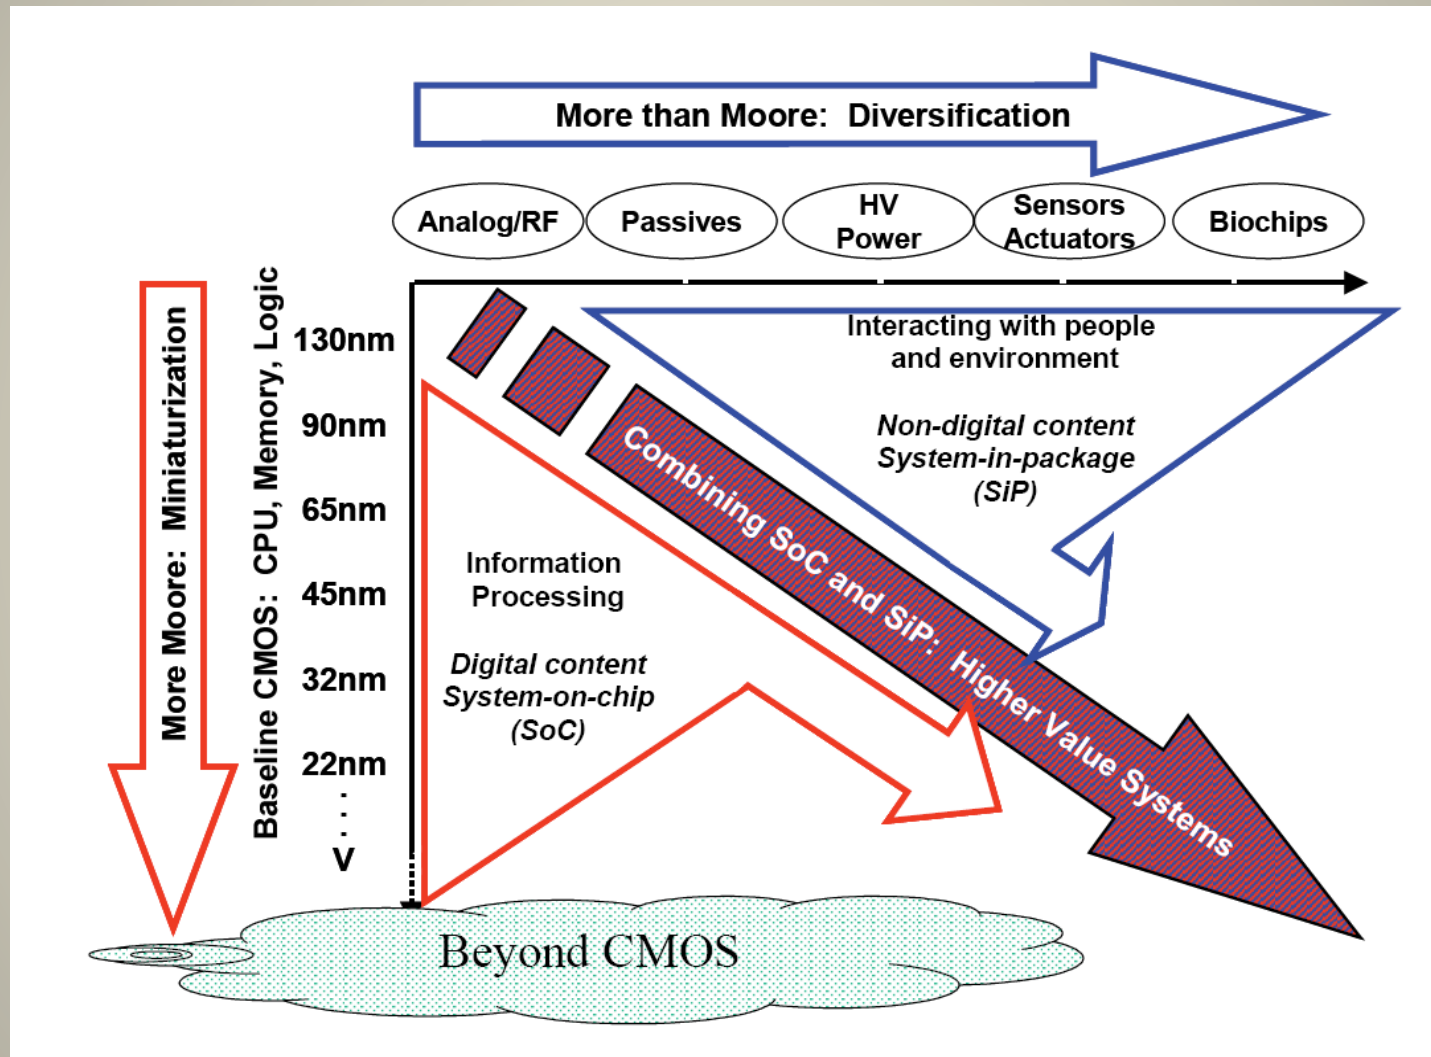 More than Moore: Diversification
Analog/RF
Passives
HV
Power
Sensors
Actuators
Biochips
More Moore: Miniaturization
Baseline CMOS: CPU, Memory, Logic
130nm
90nm
65nm
45nm
32nm
22nm
V
Interacting with people
and environment
Non-digital content
System-in-package
(SiP)
Combining SoC and SiP: Higher Value Systems
Information
Processing
Digital content
System-on-chip
(SoC)
Beyond CMOS